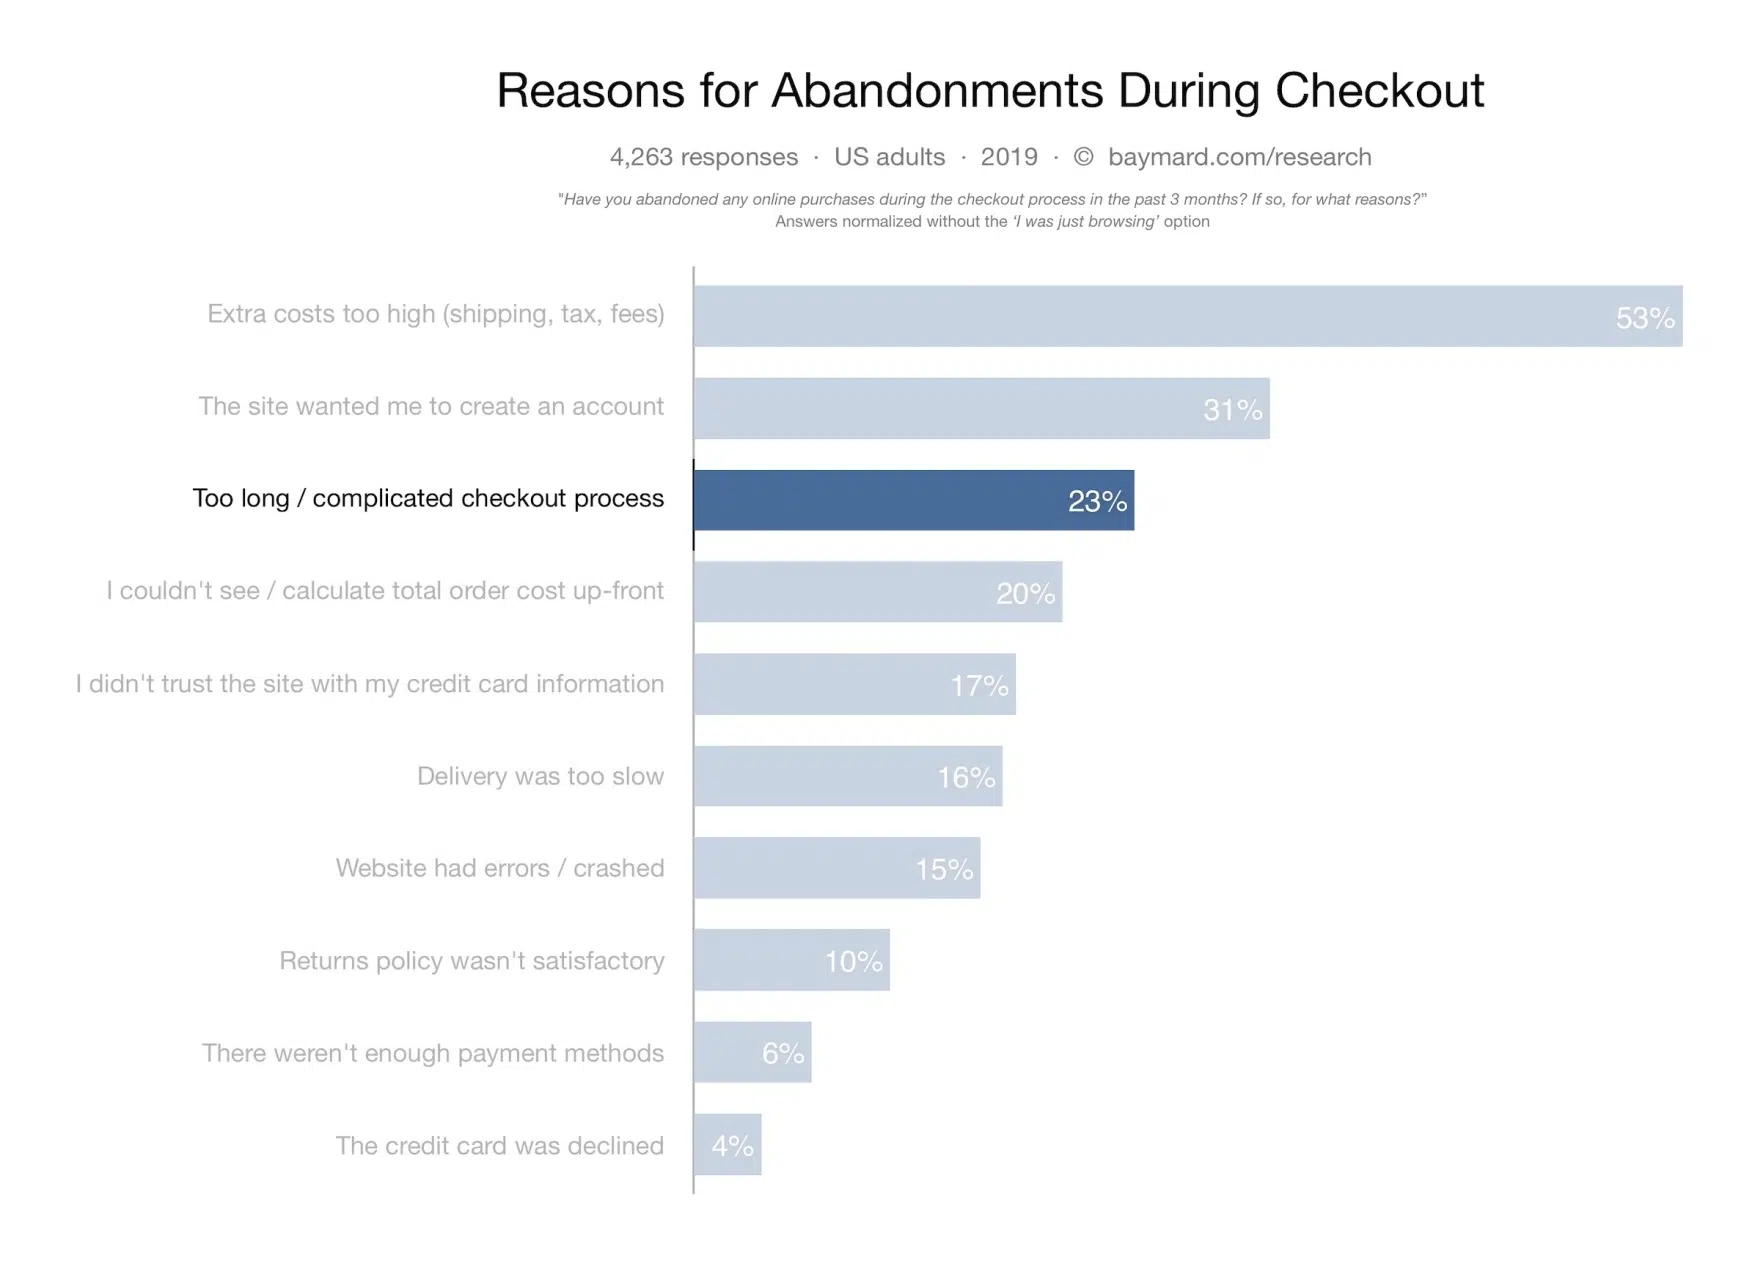 Reasons for Abandonments During Checkout
4,263 responses · US adults · 2019 · © baymard.com/research
"Have you abandoned any online purchases during the checkout process in the past 3 months? If so, for what reasons?"
Answers normalized without the ‘I was just browsing’ option
Extra costs too high (shipping, tax, fees) 53%
The site wanted me to create an account 31%
Too long / complicated checkout process 23%
I couldn't see / calculate total order cost up-front 20%
I didn't trust the site with my credit card information 17%
Delivery was too slow 16%
Website had errors / crashed 15%
Returns policy wasn't satisfactory 10%
There weren't enough payment methods 6%
The credit card was declined 4%